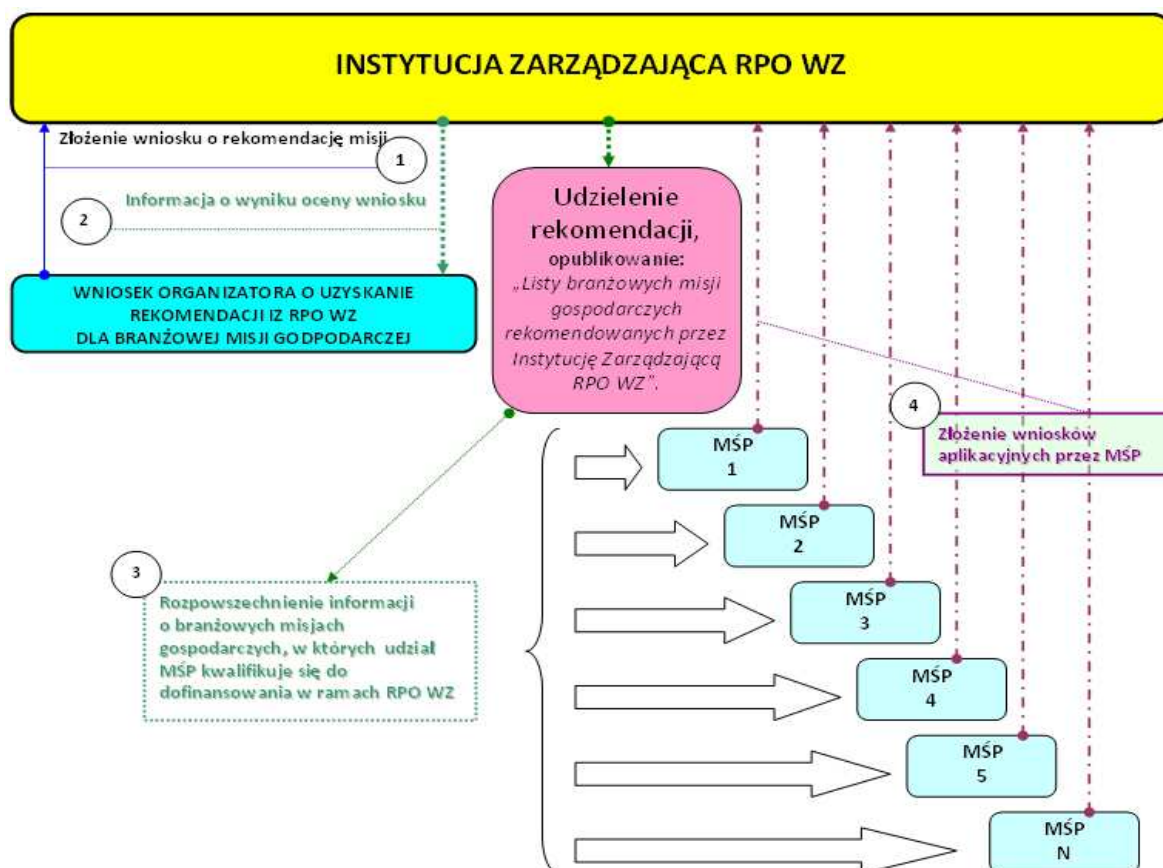 INSTYTUCJA ZARZĄDZAJĄCA RPO WZ
Złożenie wniosku o rekomendację misji
1
Informacja o wyniku oceny wniosku
2
WNIOSEK ORGANIZATORA O UZYSKANIE
REKOMENDACJI IZ RPO WZ
DLA BRANŻOWEJ MISJI GODPODARCZEJ
Udzielenie
rekomendacji,
opublikowanie:
„Listy branżowych misji
gospodarczych
rekomendowanych przez
Instytucję Zarządzającą
RPO WZ”.
4
Złożenie wniosków
aplikacyjnych przez MŚP
3
Rozpowszechnienie informacji
o branżowych misjach
gospodarczych, w których udział
MŚP kwalifikuje się do
dofinansowania w ramach RPO WZ
MŚP
1
MŚP
2
MŚP
3
MŚP
4
MŚP
5
MŚP
N